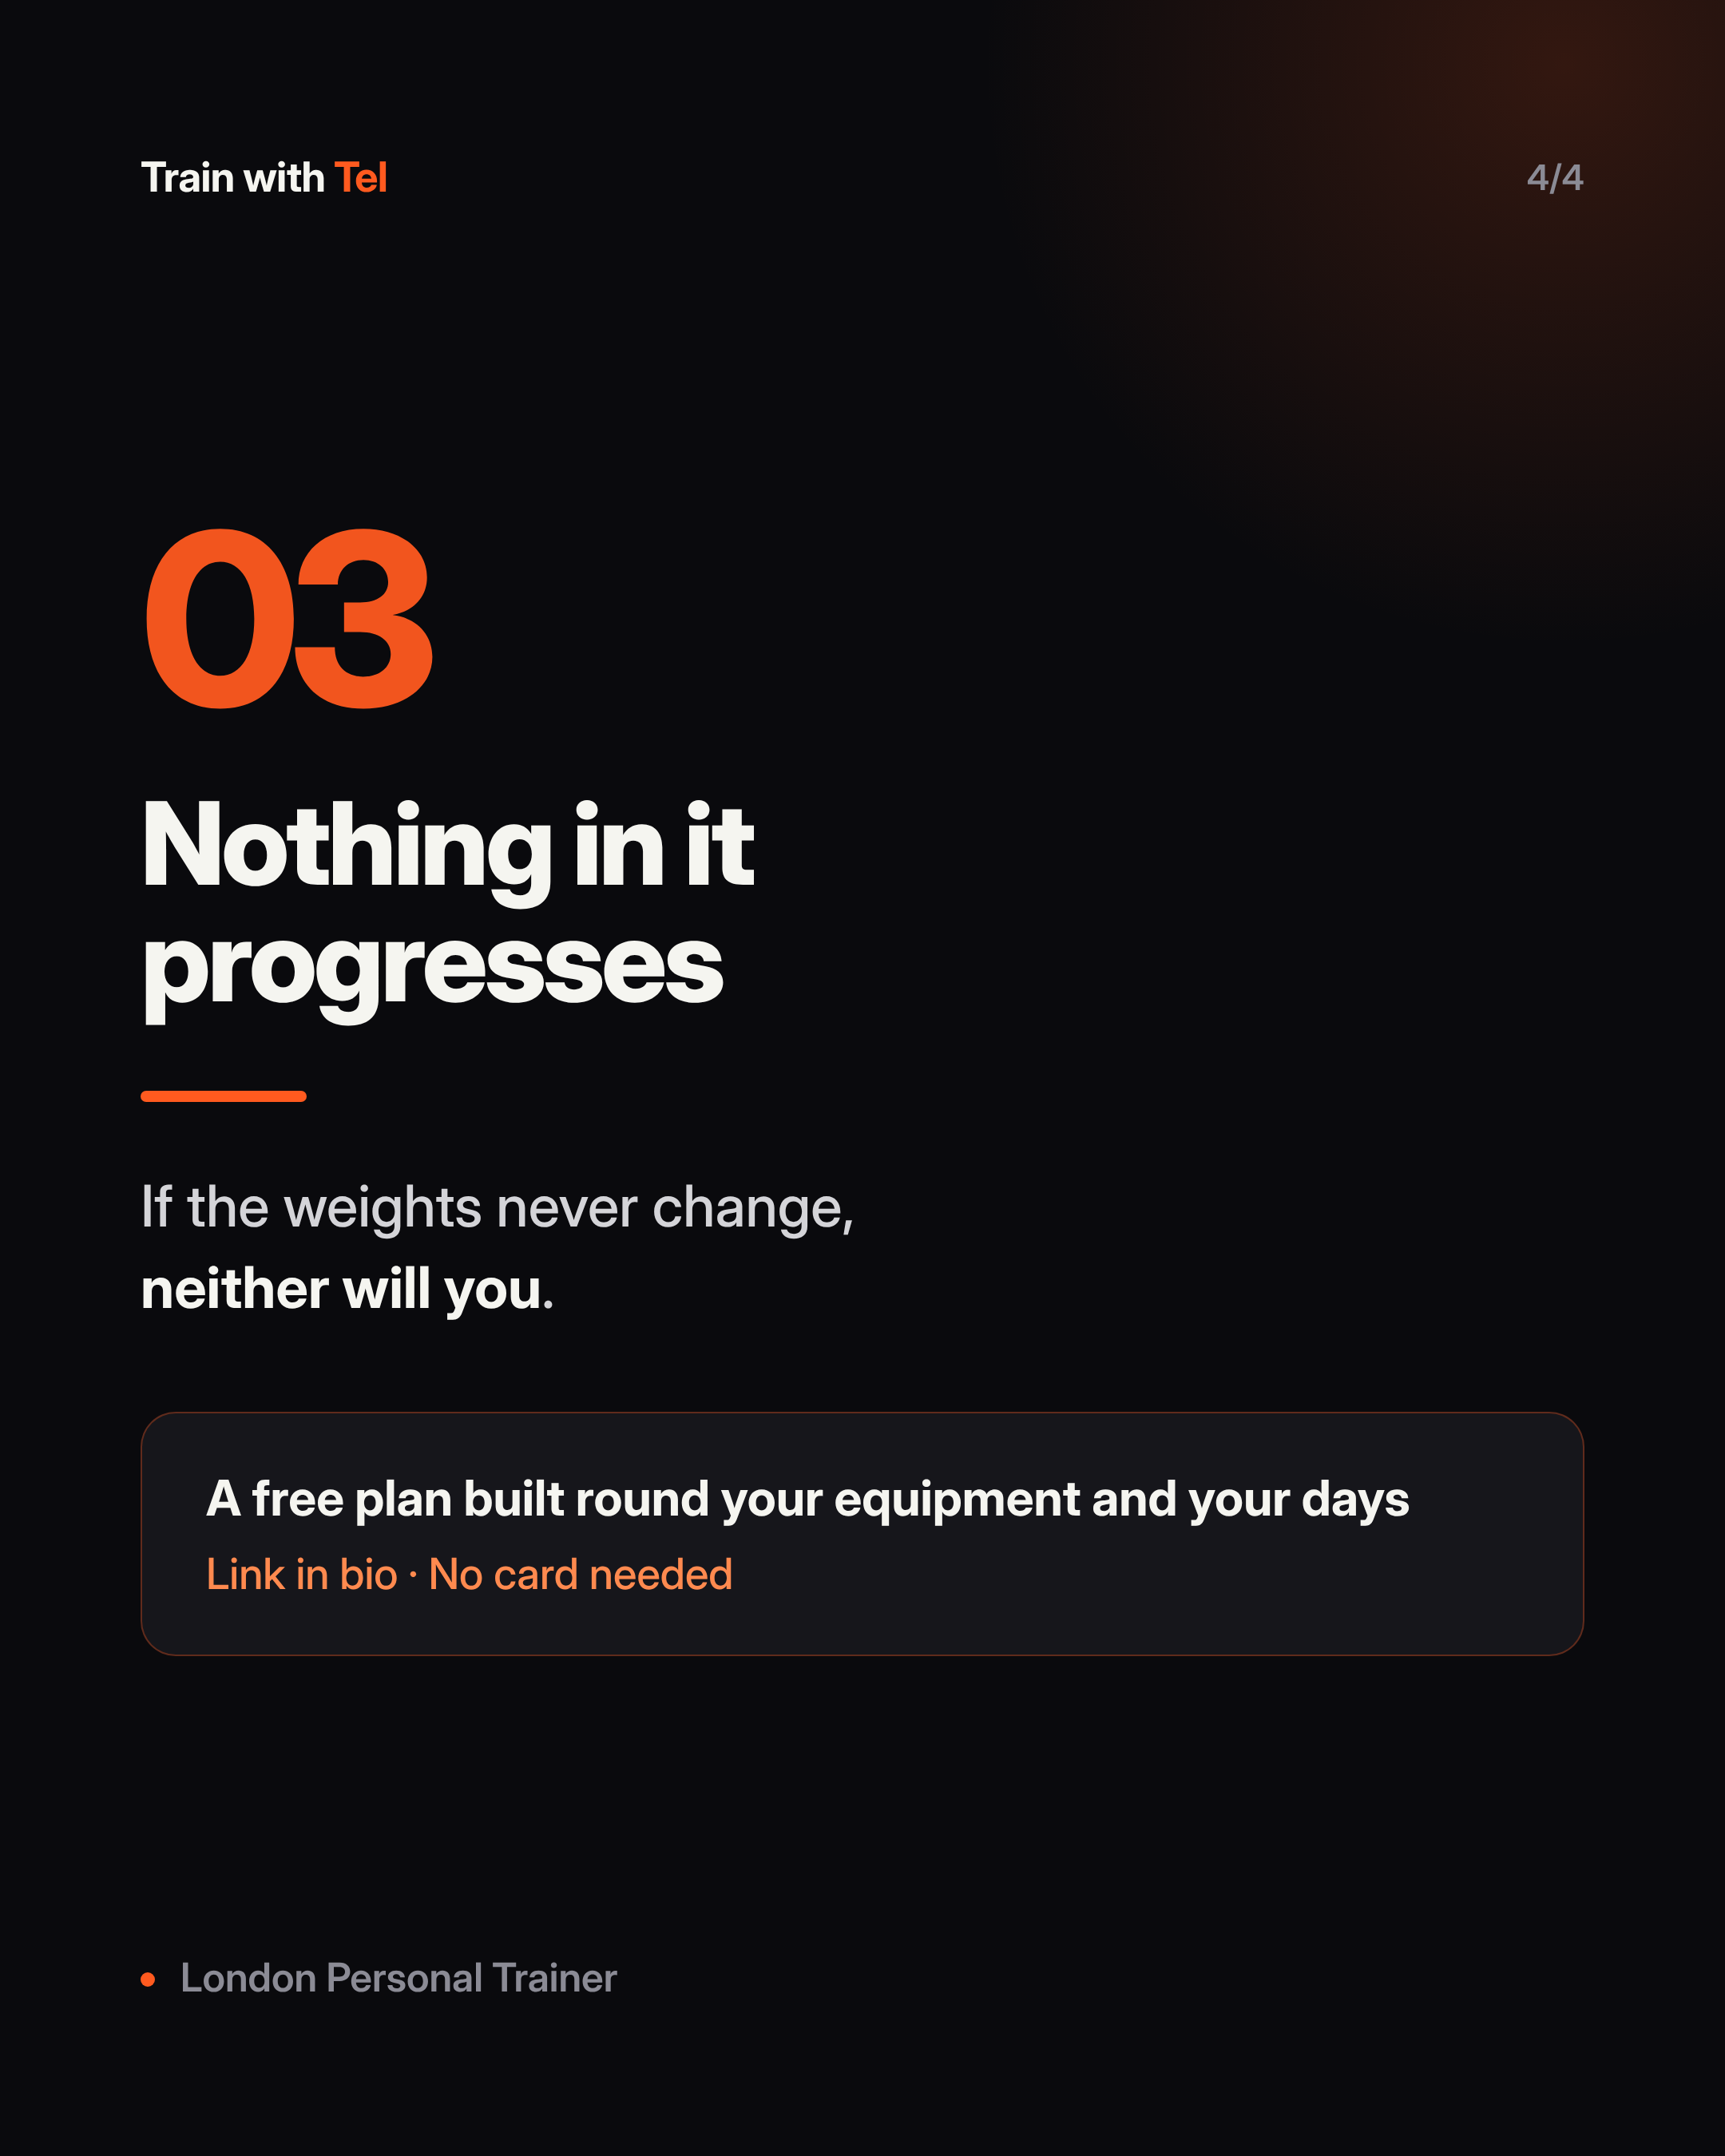 Train with Tel
4/4
03
Nothing in it
progresses
If the weights never change,
neither will you.
A free plan built round your equipment and your days
Link in bio · No card needed
London Personal Trainer